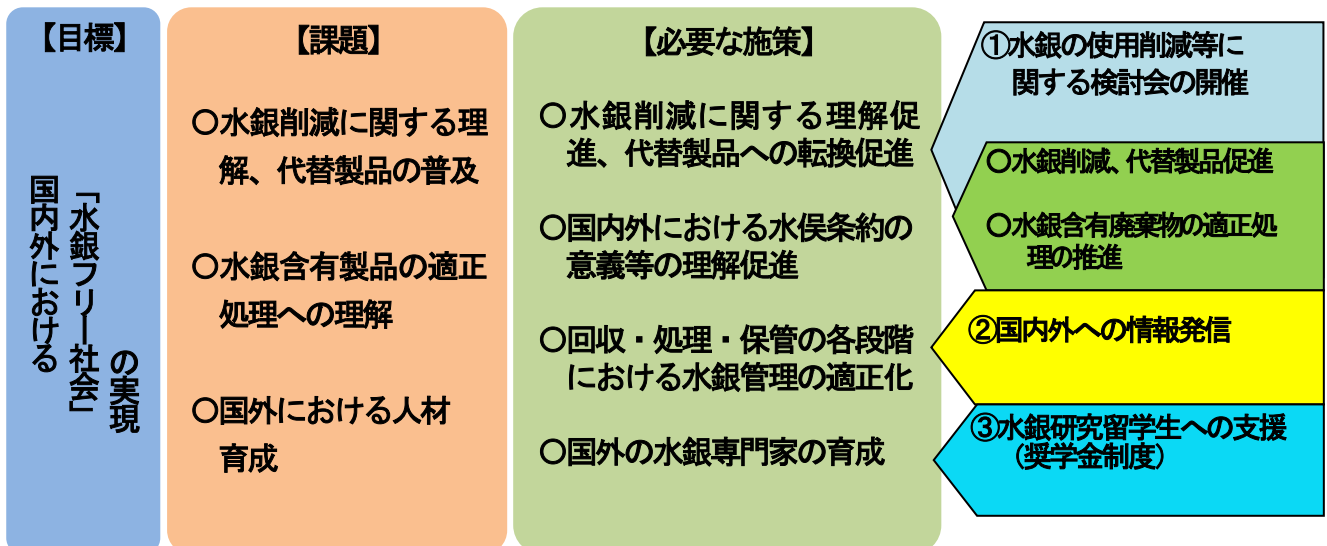 【目標】
国内外における
「水銀フリー社会」
の実現
【課題】
〇水銀削減に関する理
解、代替製品の普及
〇水銀含有製品の適正
処理への理解
〇国外における人材
育成
【必要な施策】
〇水銀削減に関する理解促
進、代替製品への転換促進
〇国内外における水俣条約の
意義等の理解促進
〇回収・処理・保管の各段階
における水銀管理の適正化
〇国外の水銀専門家の育成
①水銀の使用削減等に
関する検討会の開催
〇水銀削減、代替製品促進
〇水銀含有廃棄物の適正処
理の推進
②国内外への情報発信
③水銀研究留学生への支援
（奨学金制度）